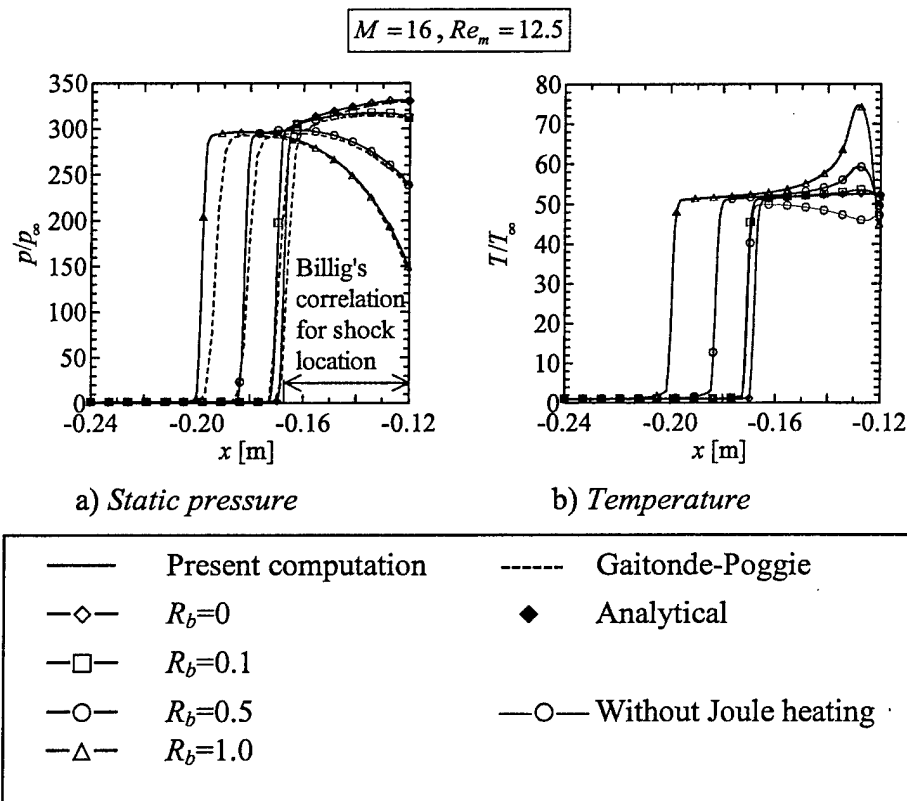 M = 16 , Re_m = 12.5
350
300
250
200
150
100
50
0
p/p_∞
Billig's
correlation
for shock
location
-0.24
-0.20
-0.16
-0.12
x [m]
a) Static pressure
80
70
60
50
40
30
20
10
0
T/T_∞
-0.24
-0.20
-0.16
-0.12
x [m]
b) Temperature
Present computation
Gaitonde-Poggie
R_b=0
Analytical
R_b=0.1
R_b=0.5
Without Joule heating
R_b=1.0